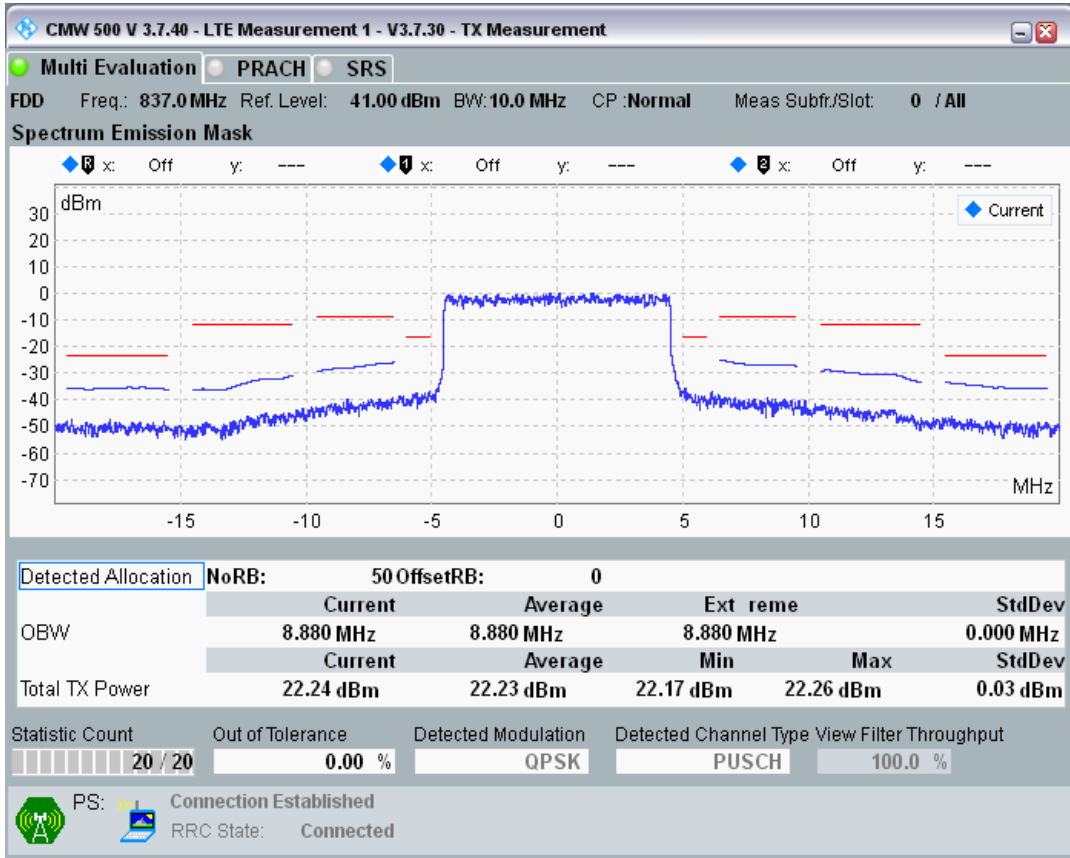 CMW 500 V 3.7.40 - LTE Measurement 1 - V3.7.30 - TX Measurement
Multi Evaluation PRACH SRS
FDD Freq.: 837.0 MHz Ref. Level: 41.00 dBm BW: 10.0 MHz CP :Normal Meas Subfr./Slot: 0 / All
Spectrum Emission Mask
R x: Off y: --- 1 x: Off y: --- 2 x: Off y: ---
dBm
Current
30
20
10
0
-10
-20
-30
-40
-50
-60
-70
MHz
-15 -10 -5 0 5 10 15
Detected Allocation NoRB: 50 OffsetRB: 0
Current Average Ext reme StdDev
OBW 8.880 MHz 8.880 MHz 8.880 MHz 0.000 MHz
Current Average Min Max StdDev
Total TX Power 22.24 dBm 22.23 dBm 22.17 dBm 22.26 dBm 0.03 dBm
Statistic Count Out of Tolerance Detected Modulation Detected Channel Type View Filter Throughput
20 / 20 0.00 % QPSK PUSCH 100.0 %
PS: Connection Established
RRC State: Connected